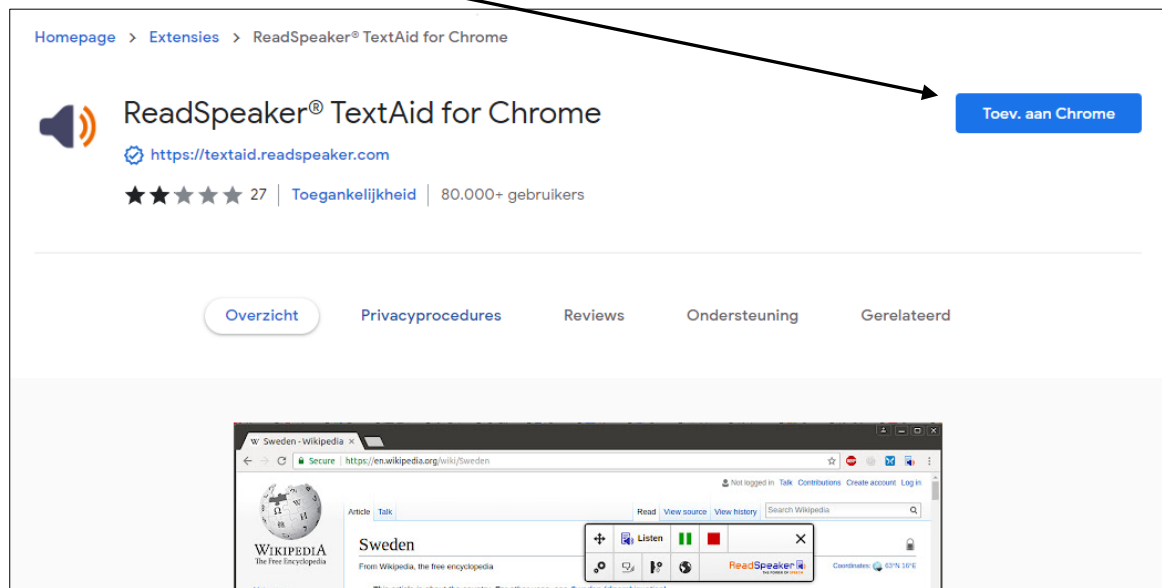 Homepage > Extensies > ReadSpeaker® TextAid for Chrome
ReadSpeaker® TextAid for Chrome
Toev. aan Chrome
https://textaid.readspeaker.com
27 | Toegankelijkheid | 80.000+ gebruikers
Overzicht Privacyprocedures Reviews Ondersteuning Gerelateerd
W Sweden - Wikipedia ×
Secure | https://en.wikipedia.org/wiki/Sweden
Not logged in Talk Contributions Create account Log in
Article Talk Read View source View history Search Wikipedia
WIKIPEDIA
The Free Encyclopedia
Sweden
Listen
From Wikipedia, the free encyclopedia
ReadSpeaker
Coordinates: 63°N 16°E